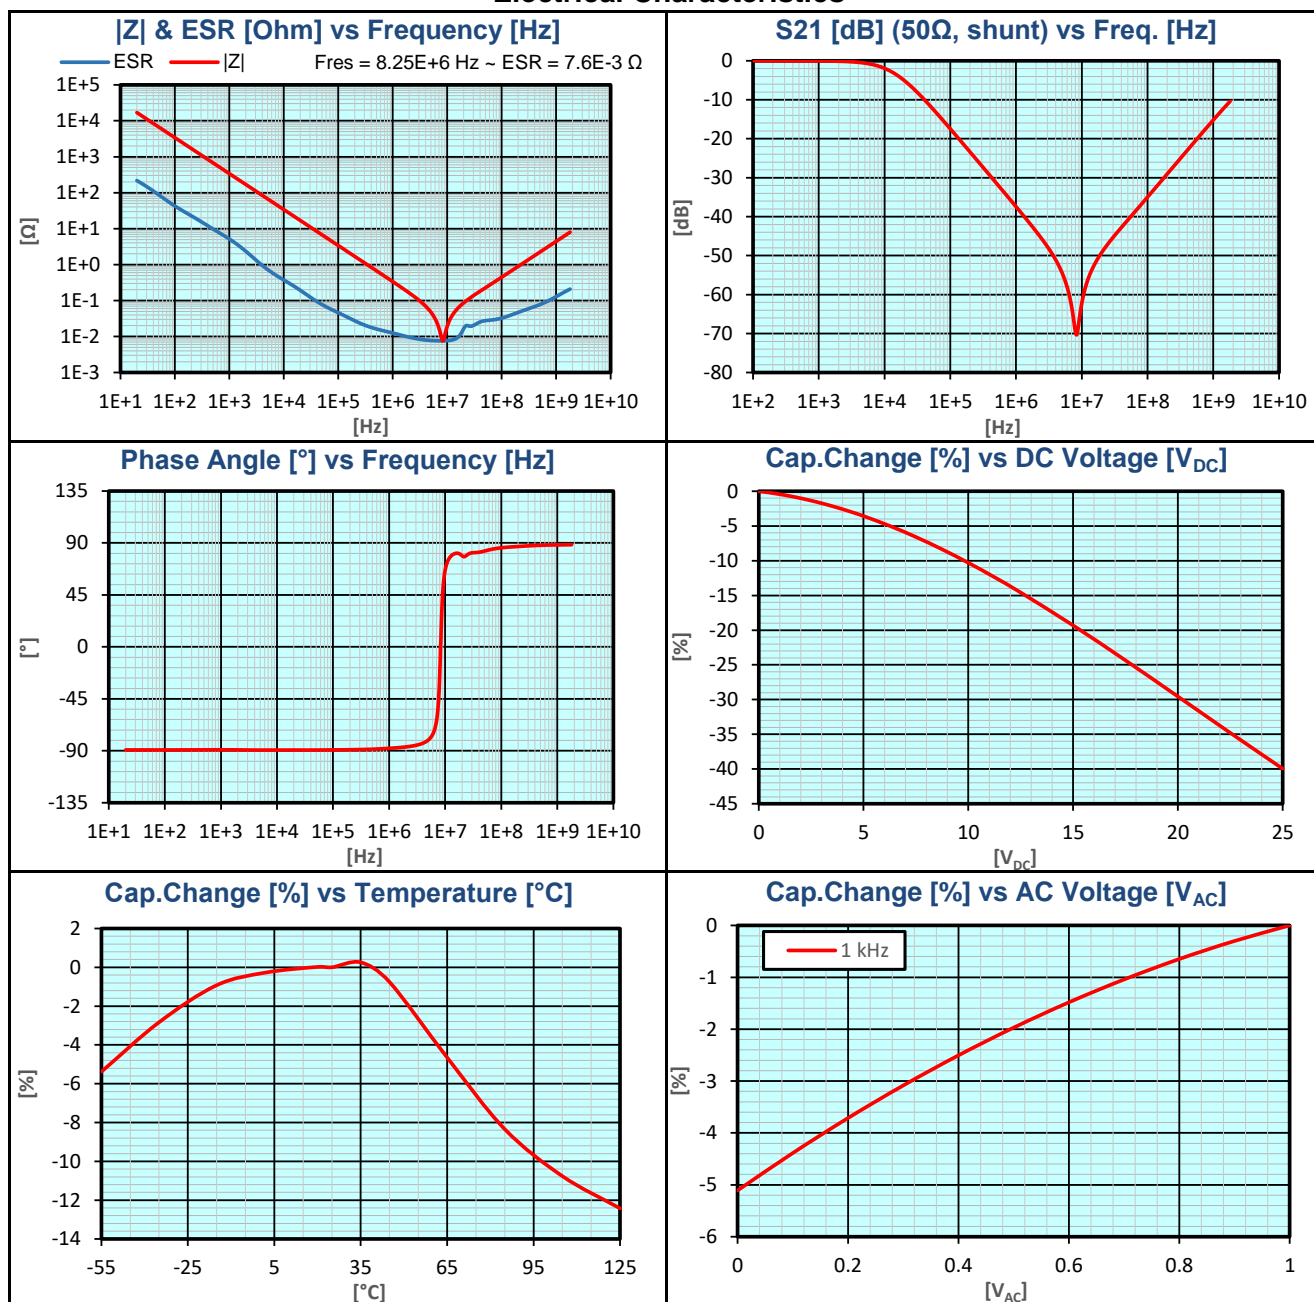 |Z| & ESR [Ohm] vs Frequency [Hz]
ESR |Z| Fres = 8.25E+6 Hz ~ ESR = 7.6E-3 Ω
1E+5
1E+4
1E+3
1E+2
1E+1
1E+0
1E-1
1E-2
1E-3
[Ω]
1E+1 1E+2 1E+3 1E+4 1E+5 1E+6 1E+7 1E+8 1E+9 1E+10
[Hz]
S21 [dB] (50Ω, shunt) vs Freq. [Hz]
0
-10
-20
-30
-40
-50
-60
-70
-80
[dB]
1E+2 1E+3 1E+4 1E+5 1E+6 1E+7 1E+8 1E+9 1E+10
[Hz]
Phase Angle [°] vs Frequency [Hz]
135
90
45
0
-45
-90
-135
[°]
1E+1 1E+2 1E+3 1E+4 1E+5 1E+6 1E+7 1E+8 1E+9 1E+10
[Hz]
Cap.Change [%] vs DC Voltage [VDC]
0
-5
-10
-15
-20
-25
-30
-35
-40
-45
[%]
0 5 10 15 20 25
[VDC]
Cap.Change [%] vs Temperature [°C]
2
0
-2
-4
-6
-8
-10
-12
-14
[%]
-55 -25 5 35 65 95 125
[°C]
Cap.Change [%] vs AC Voltage [VAC]
1 kHz
0
-1
-2
-3
-4
-5
-6
[%]
0 0.2 0.4 0.6 0.8 1
[VAC]